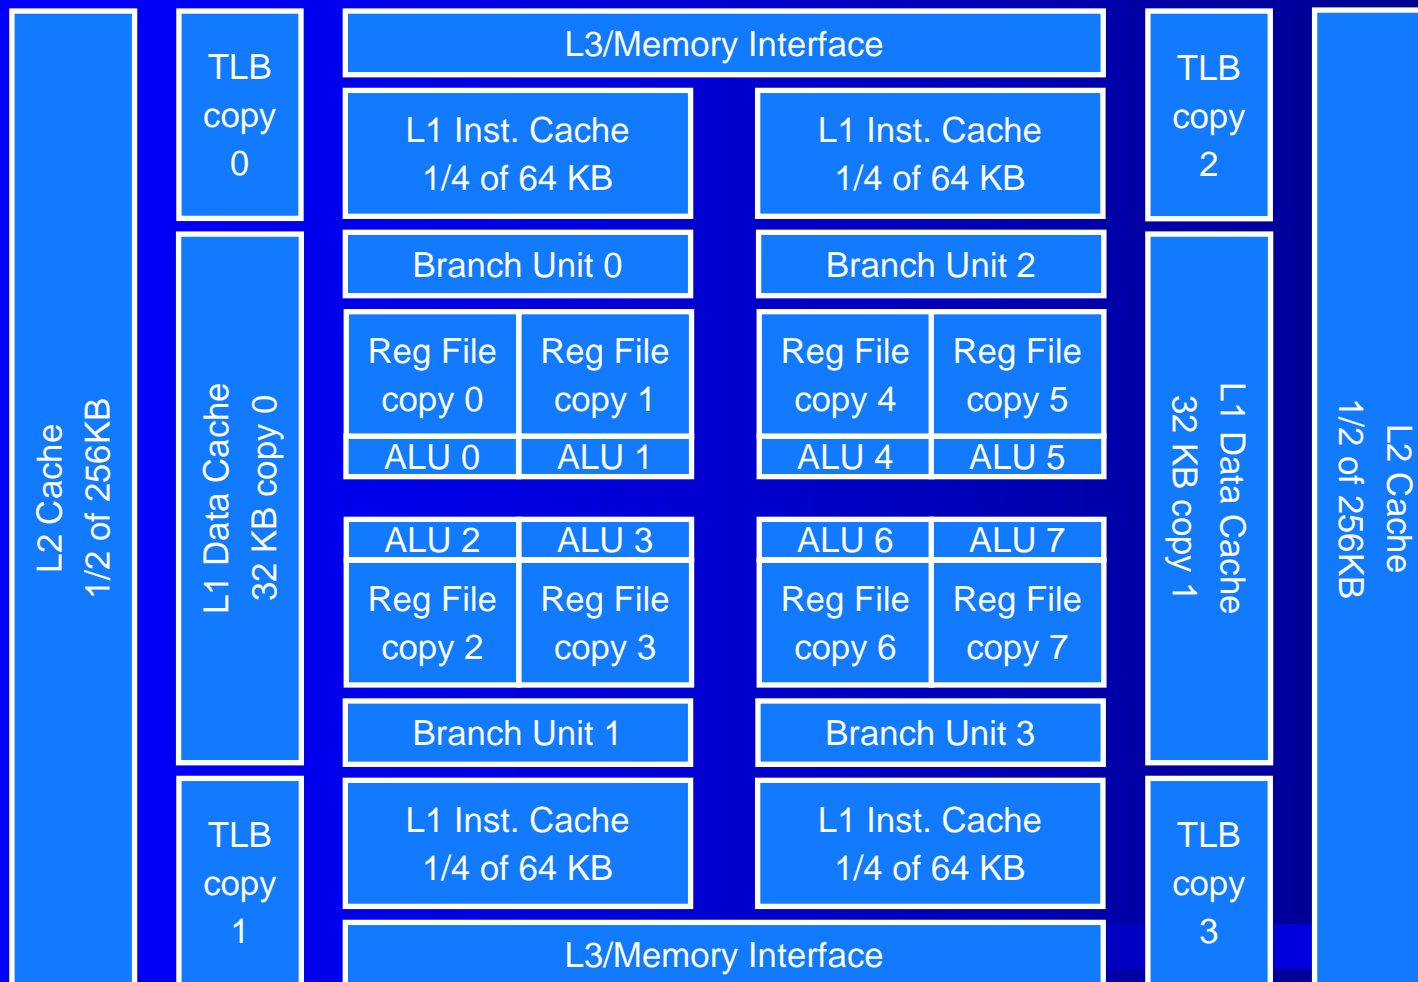 L2 Cache
1/2 of 256KB
TLB
copy
0
L1 Data Cache
32 KB copy 0
TLB
copy
1
L3/Memory Interface
L1 Inst. Cache
1/4 of 64 KB
Branch Unit 0
Reg File
copy 0
Reg File
copy 1
ALU 0
ALU 1
ALU 2
ALU 3
Reg File
copy 2
Reg File
copy 3
Branch Unit 1
L1 Inst. Cache
1/4 of 64 KB
L1 Inst. Cache
1/4 of 64 KB
Branch Unit 2
Reg File
copy 4
Reg File
copy 5
ALU 4
ALU 5
ALU 6
ALU 7
Reg File
copy 6
Reg File
copy 7
Branch Unit 3
L1 Inst. Cache
1/4 of 64 KB
L3/Memory Interface
TLB
copy
2
L1 Data Cache
32 KB copy 1
TLB
copy
3
L2 Cache
1/2 of 256KB